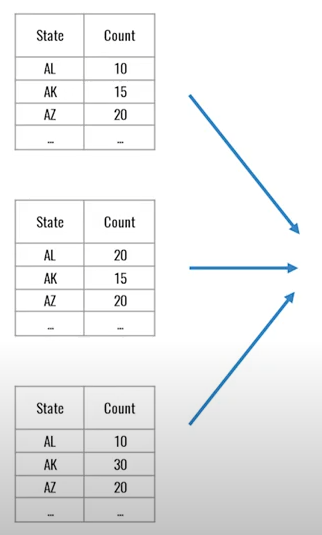 State Count
AL 10
AK 15
AZ 20
... ...
State Count
AL 20
AK 15
AZ 20
... ...
State Count
AL 10
AK 30
AZ 20
... ...